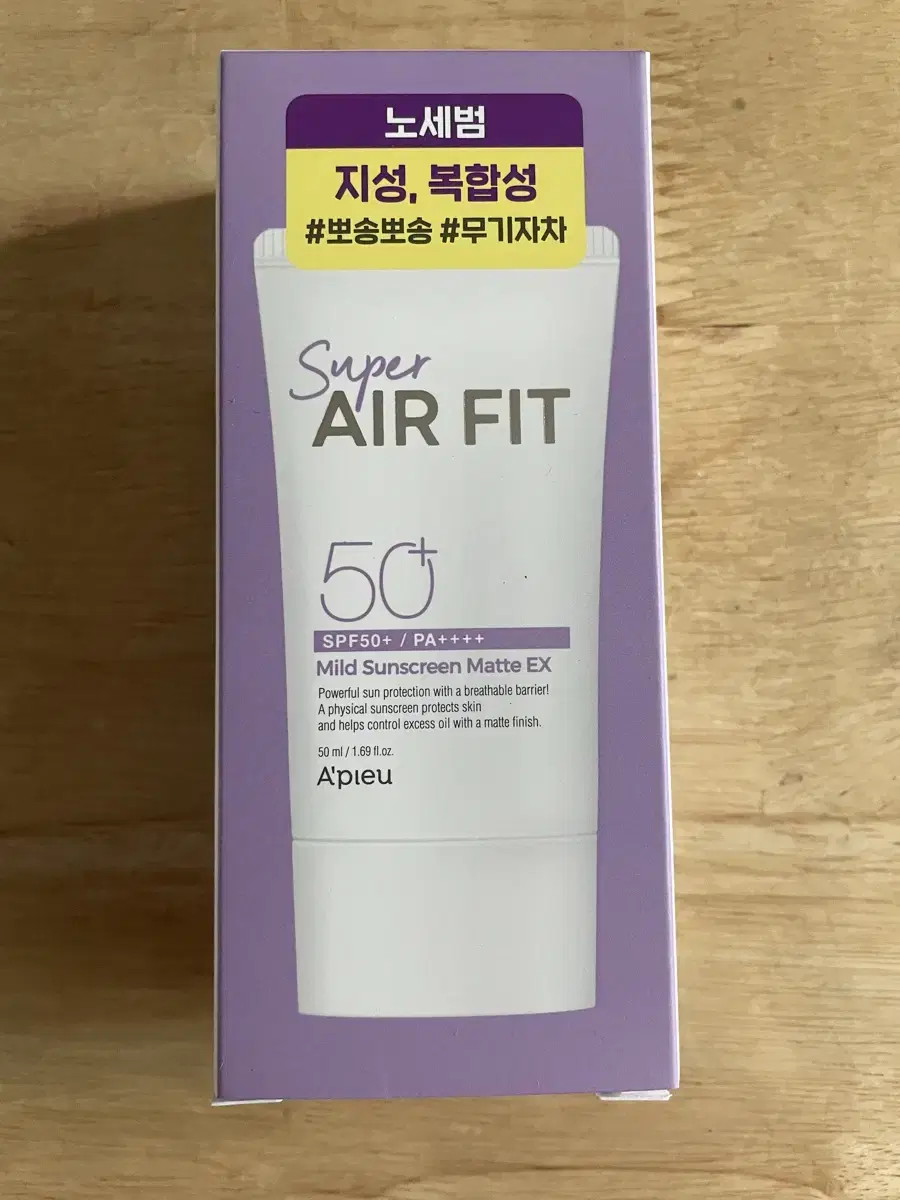 노세범
지성, 복합성
#뽀송뽀송 #무기자차
Super
AIR FIT
50+
SPF50+ / PA++++
Mild Sunscreen Matte EX
Powerful sun protection with a breathable barrier!
A physical sunscreen protects skin
and helps control excess oil with a matte finish.
50 ml / 1.69 fl.oz.
A'pieu